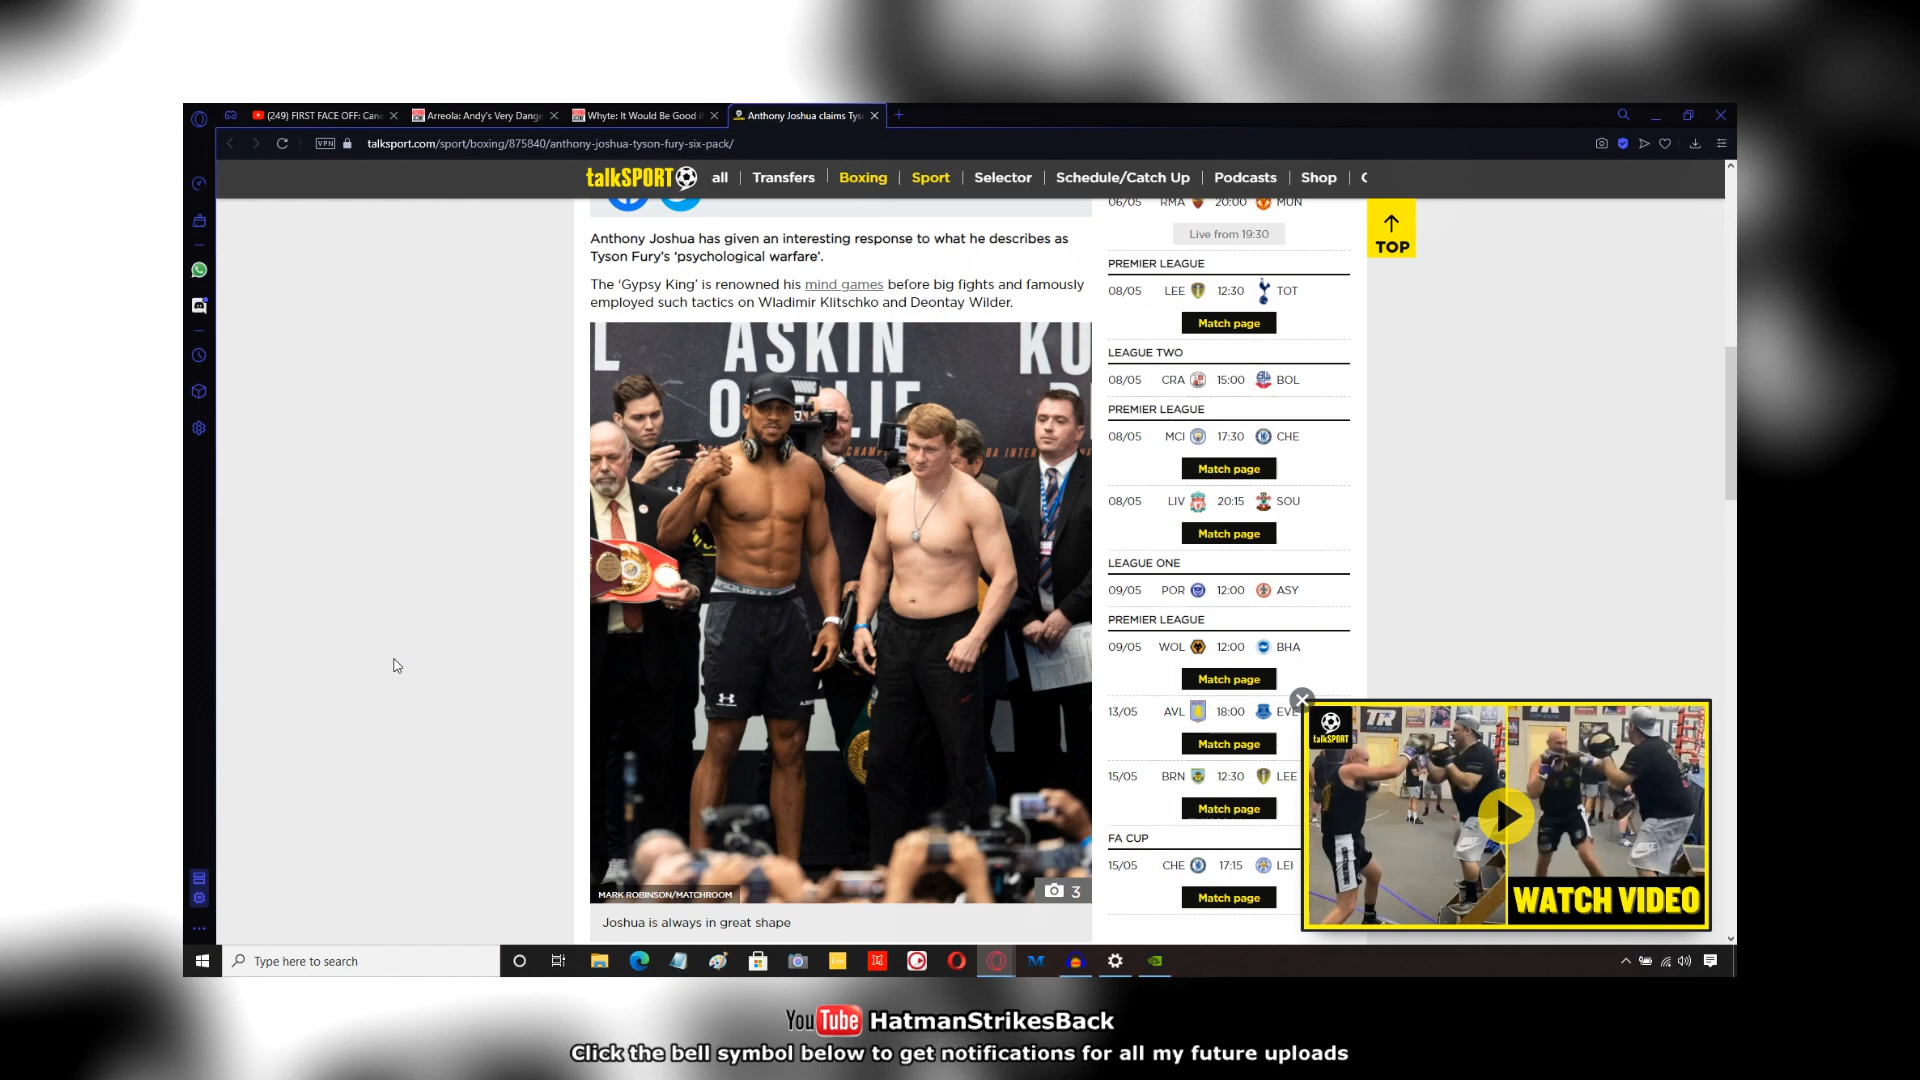 (249) FIRST FACE OFF: Cane
Arreola: Andy's Very Dange
Whyte: It Would Be Good i
Anthony Joshua claims Tys
VPN
talksport.com/sport/boxing/875840/anthony-joshua-tyson-fury-six-pack/
talkSPORT
all | Transfers | Boxing | Sport | Selector | Schedule/Catch Up | Podcasts | Shop |
TOP
Anthony Joshua has given an interesting response to what he describes as
Tyson Fury's ‘psychological warfare’.
The ‘Gypsy King’ is renowned his mind games before big fights and famously
employed such tactics on Wladimir Klitschko and Deontay Wilder.
ASKIN
KU
MARK ROBINSON/MATCHROOM
3
Joshua is always in great shape
06/05 RMA 20:00 MUN
Live from 19:30
PREMIER LEAGUE
08/05 LEE 12:30 TOT
Match page
LEAGUE TWO
08/05 CRA 15:00 BOL
PREMIER LEAGUE
08/05 MCI 17:30 CHE
Match page
08/05 LIV 20:15 SOU
Match page
LEAGUE ONE
09/05 POR 12:00 ASY
PREMIER LEAGUE
09/05 WOL 12:00 BHA
Match page
13/05 AVL 18:00 EVE
Match page
15/05 BRN 12:30 LEE
Match page
FA CUP
15/05 CHE 17:15 LEI
Match page
talkSPORT
TR
WATCH VIDEO
Type here to search
YouTube HatmanStrikesBack
Click the bell symbol below to get notifications for all my future uploads